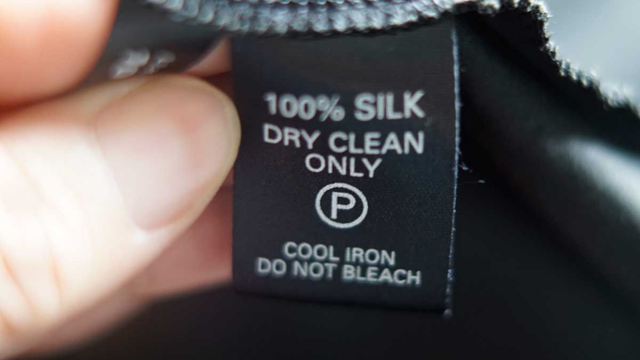 100% SILK
DRY CLEAN
ONLY
P
COOL IRON
DO NOT BLEACH